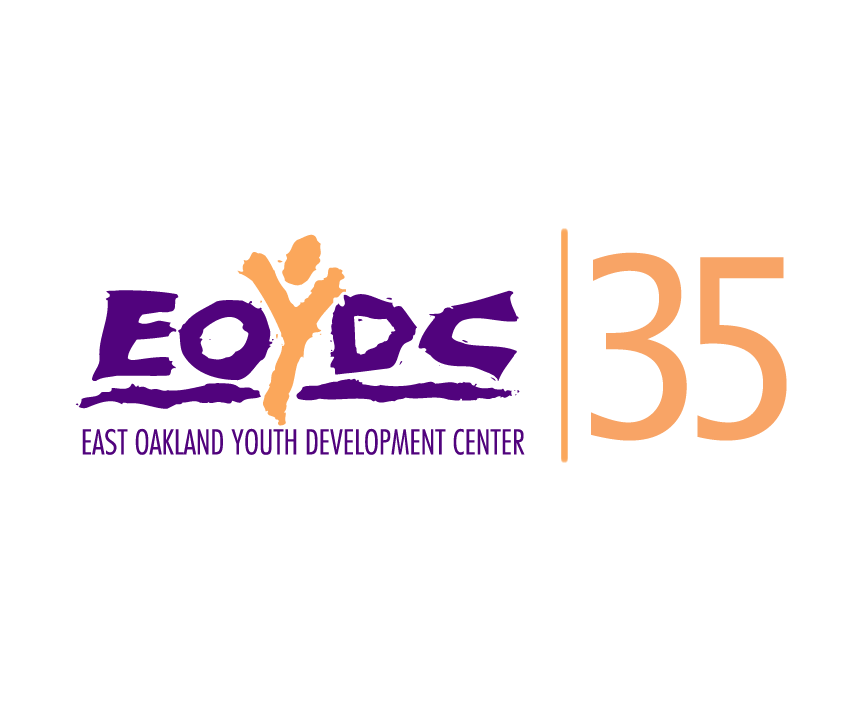 EOYDC
35
EAST OAKLAND YOUTH DEVELOPMENT CENTER